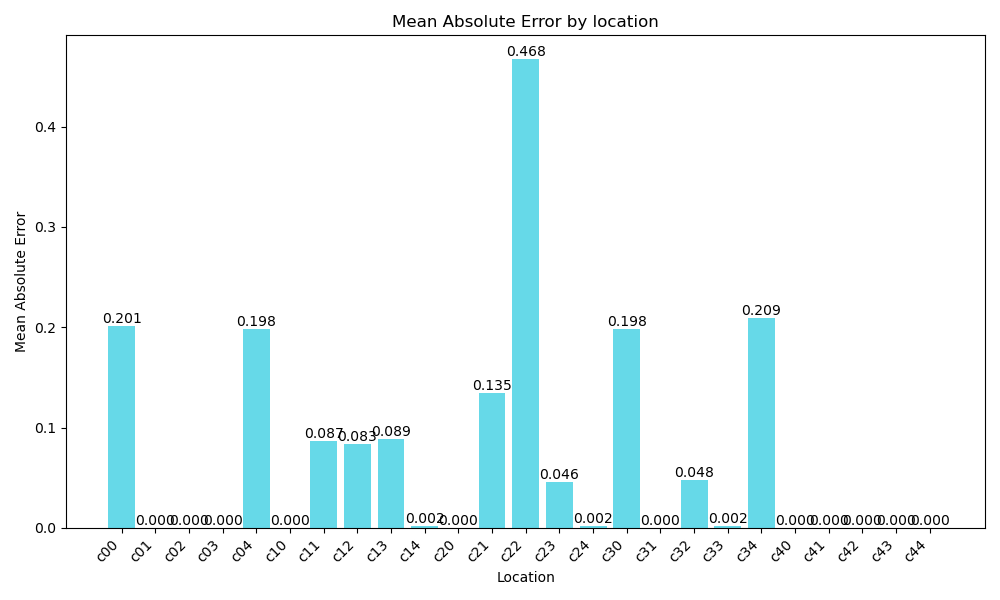 Mean Absolute Error by location
Mean Absolute Error
0.4
0.3
0.2
0.1
0.0
0.201
0.000
0.000
0.000
0.198
0.000
0.087
0.083
0.089
0.002
0.000
0.135
0.468
0.046
0.002
0.198
0.000
0.048
0.002
0.209
0.000
0.000
0.000
0.000
0.000
c00
c01
c02
c03
c04
c10
c11
c12
c13
c14
c20
c21
c22
c23
c24
c30
c31
c32
c33
c34
c40
c41
c42
c43
c44
Location